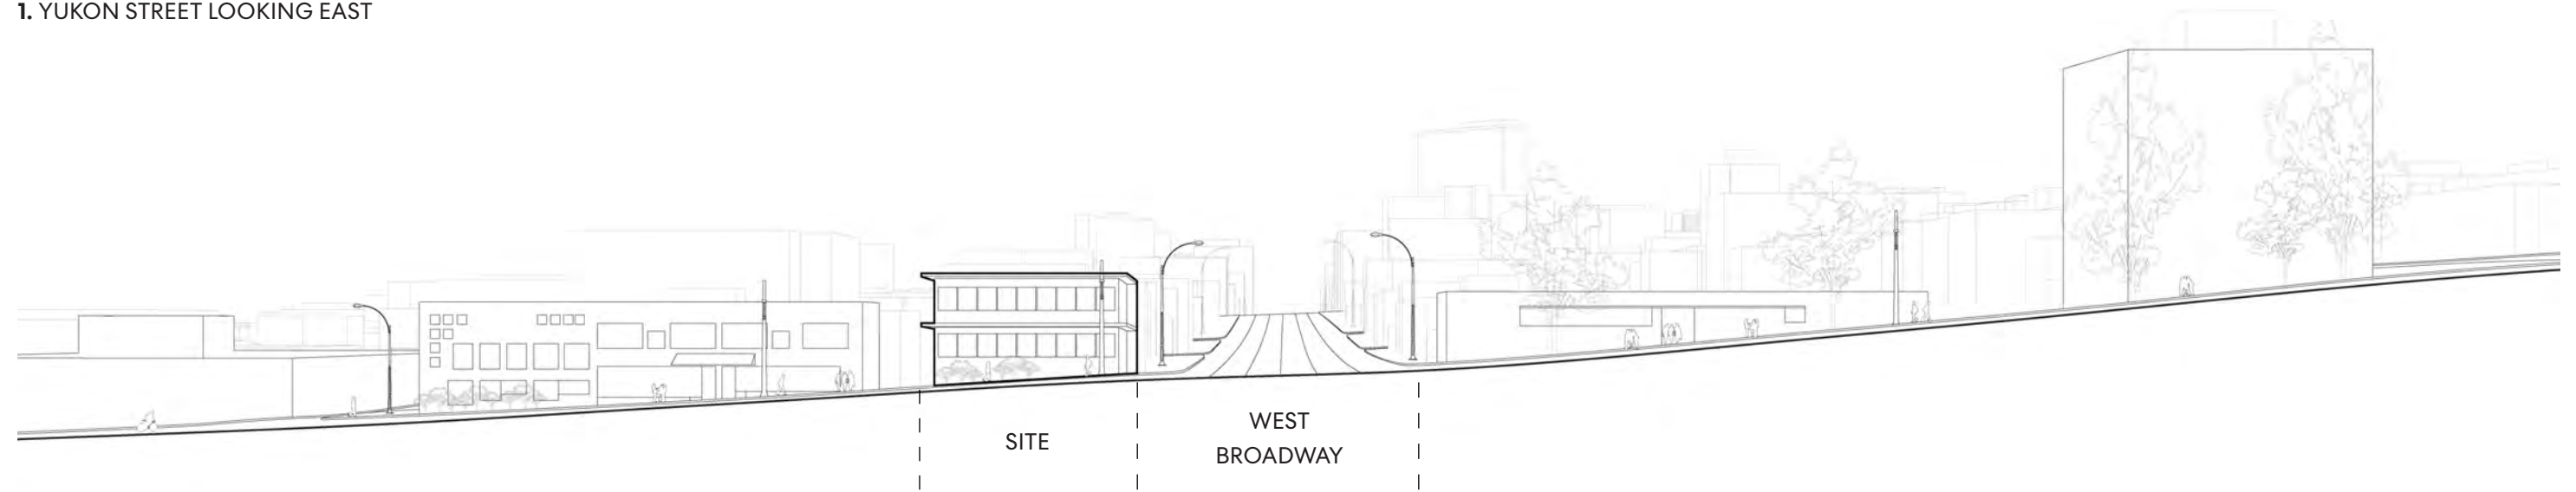 1. YUKON STREET LOOKING EAST
SITE
WEST
BROADWAY